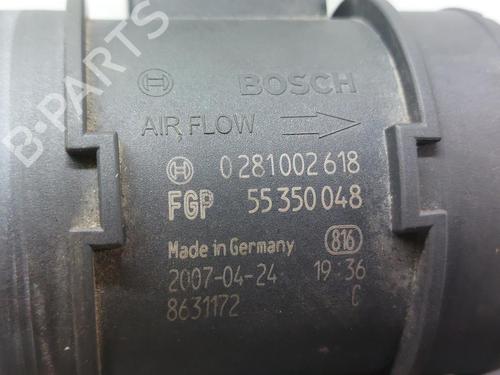 B-PARTS
BOSCH
AIR FLOW
0 281 002 618
FGP 55 350 048
Made in Germany 816
2007-04-24 19:36
8631172 C